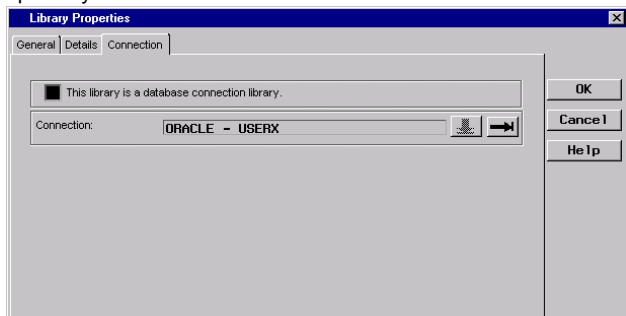 Library Properties
General Details Connection
This library is a database connection library.
OK
Connection: ORACLE - USERX
Cancel
Help